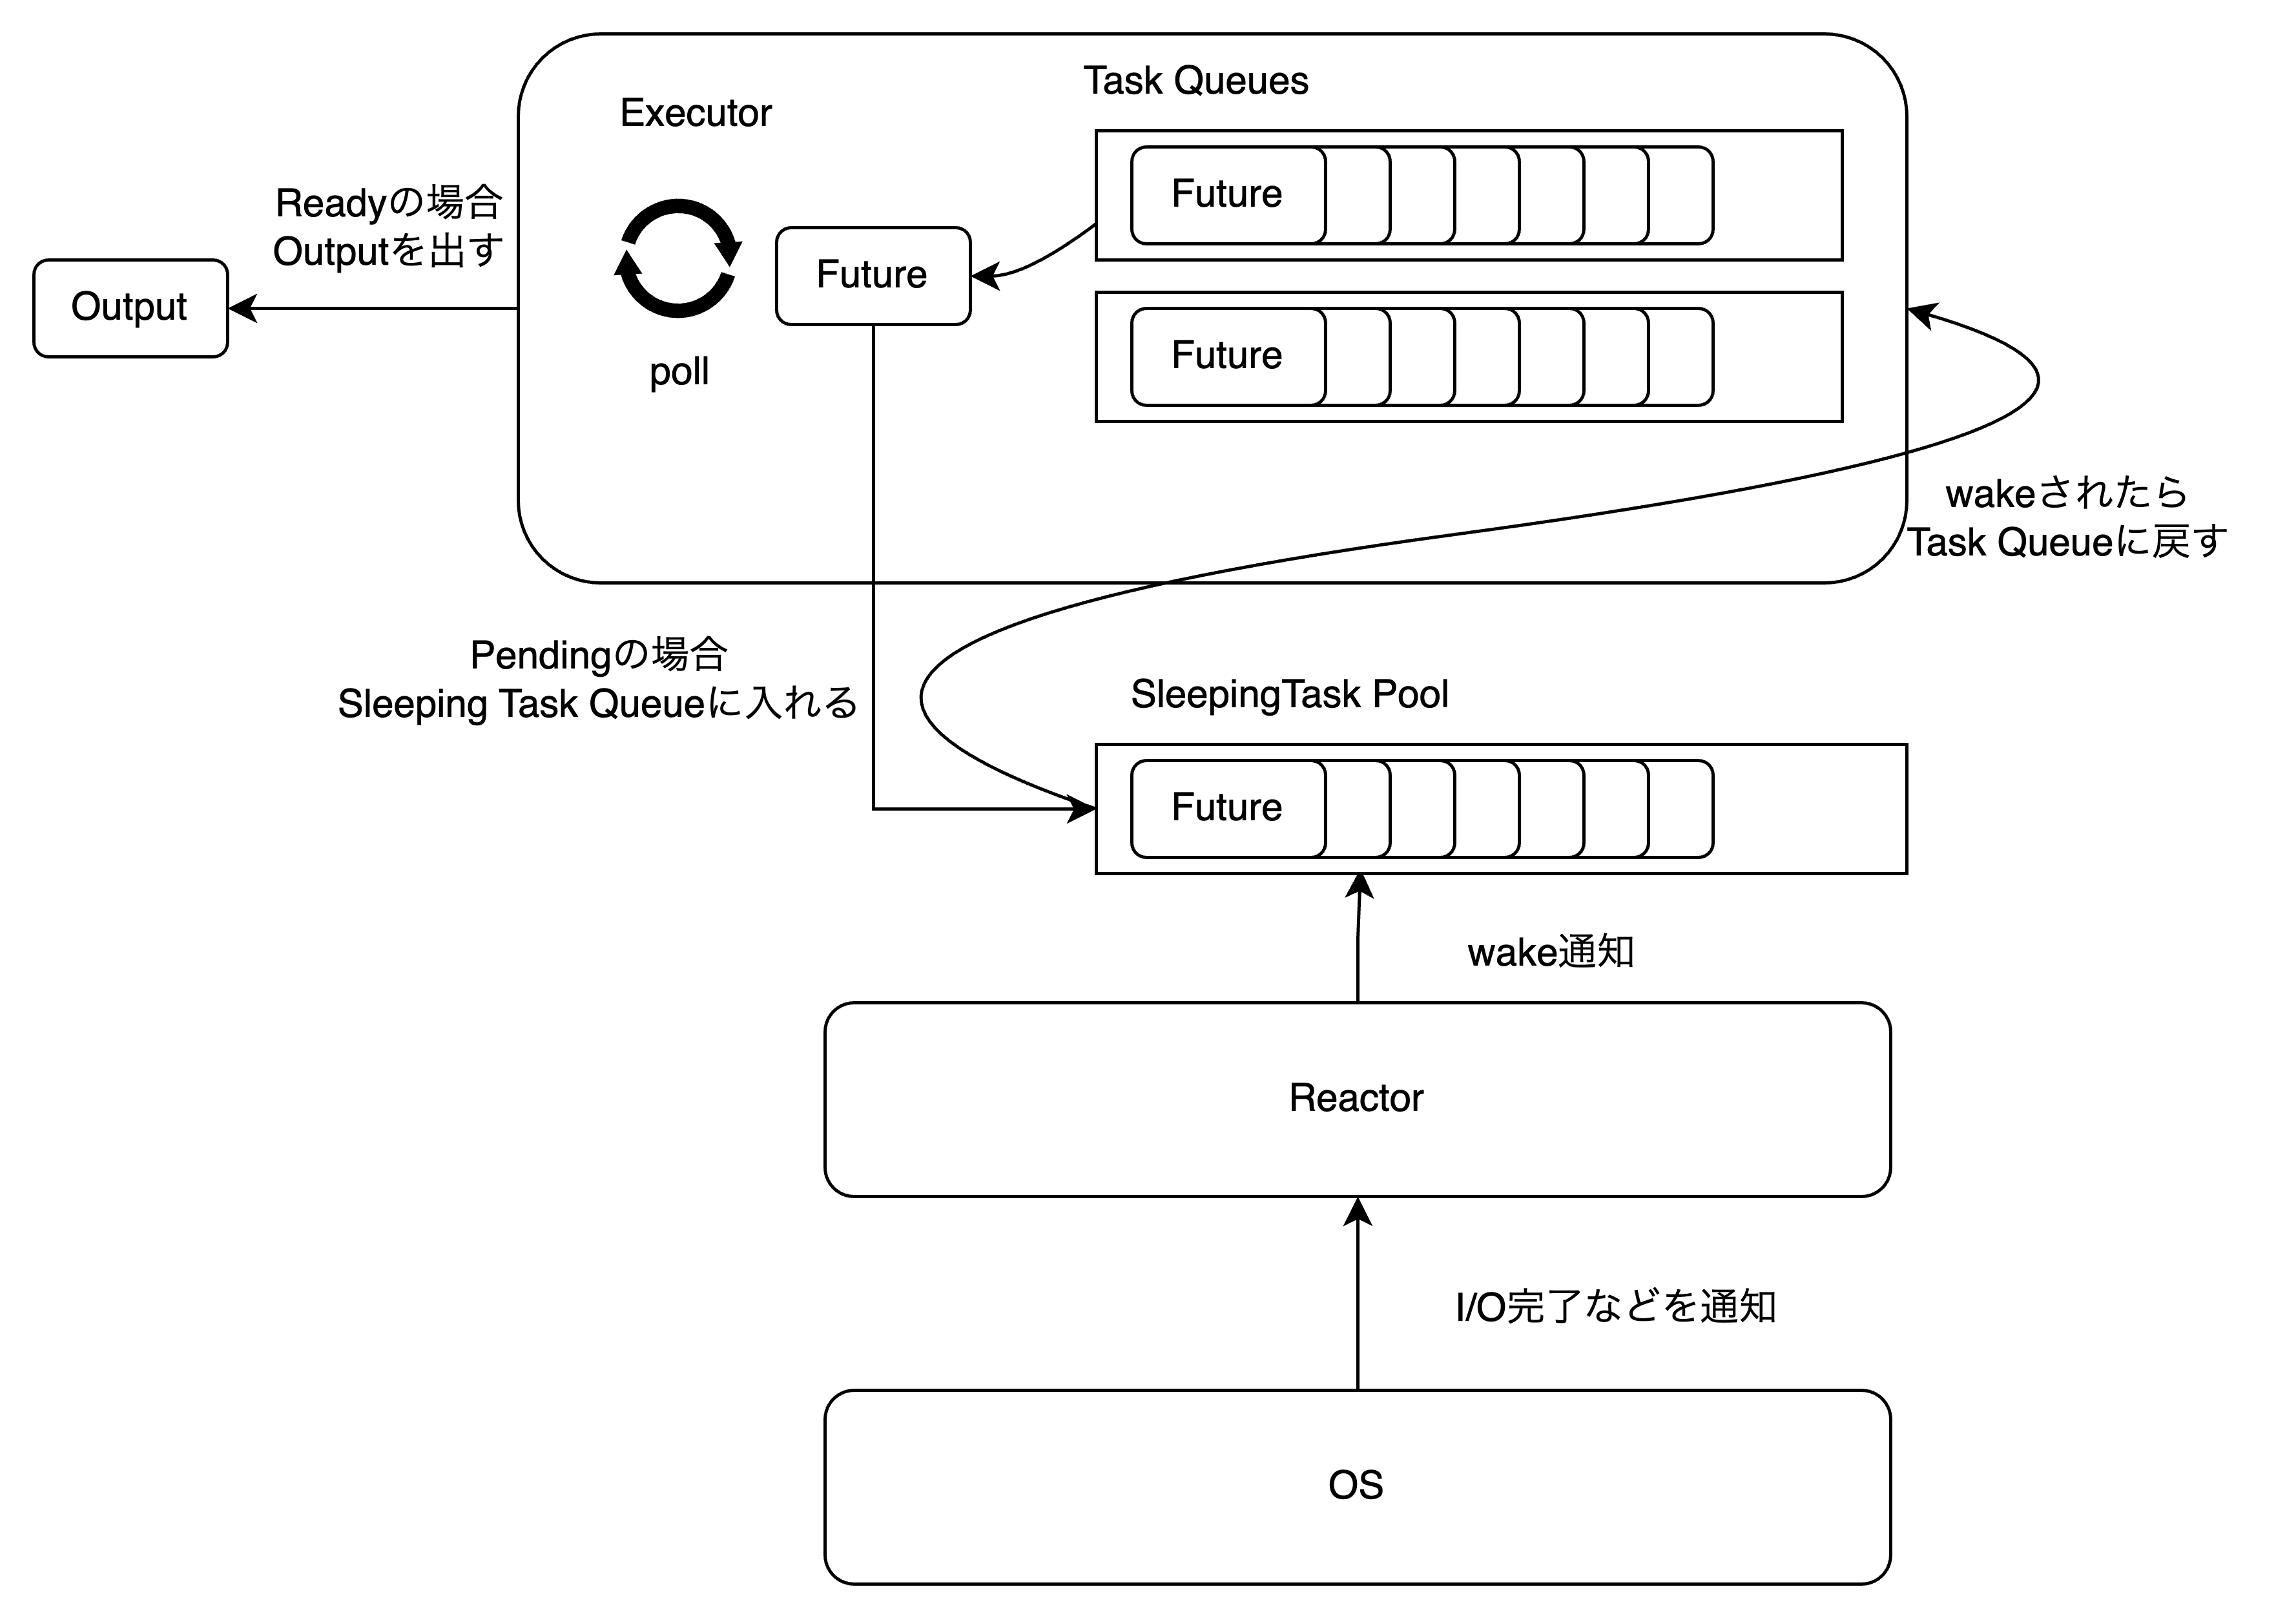 Task Queues
Executor
Future
Readyの場合
Outputを出す
Future
Output
Future
poll
wakeされたら
Task Queueに戻す
Pendingの場合
Sleeping Task Queueに入れる
SleepingTask Pool
Future
wake通知
Reactor
I/O完了などを通知
OS